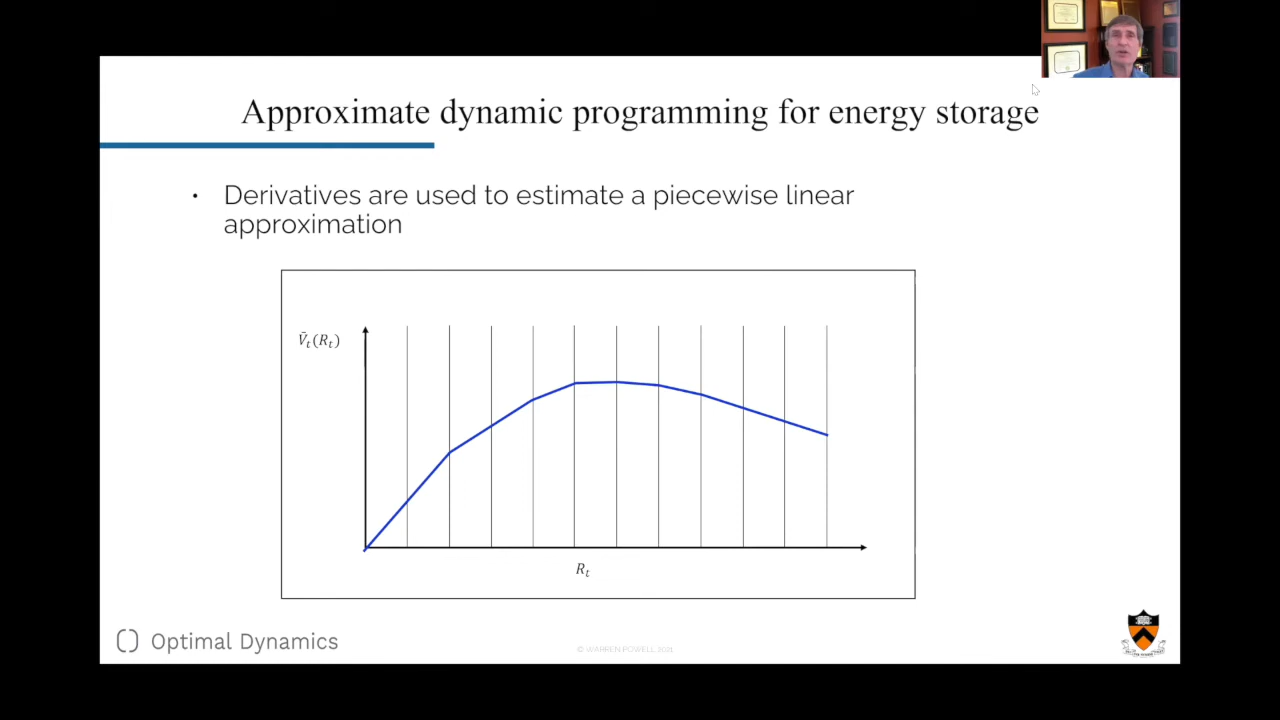 Approximate dynamic programming for energy storage
• Derivatives are used to estimate a piecewise linear
approximation
V̄ₜ(Rₜ)
Rₜ
Optimal Dynamics
© WARREN POWELL 2021